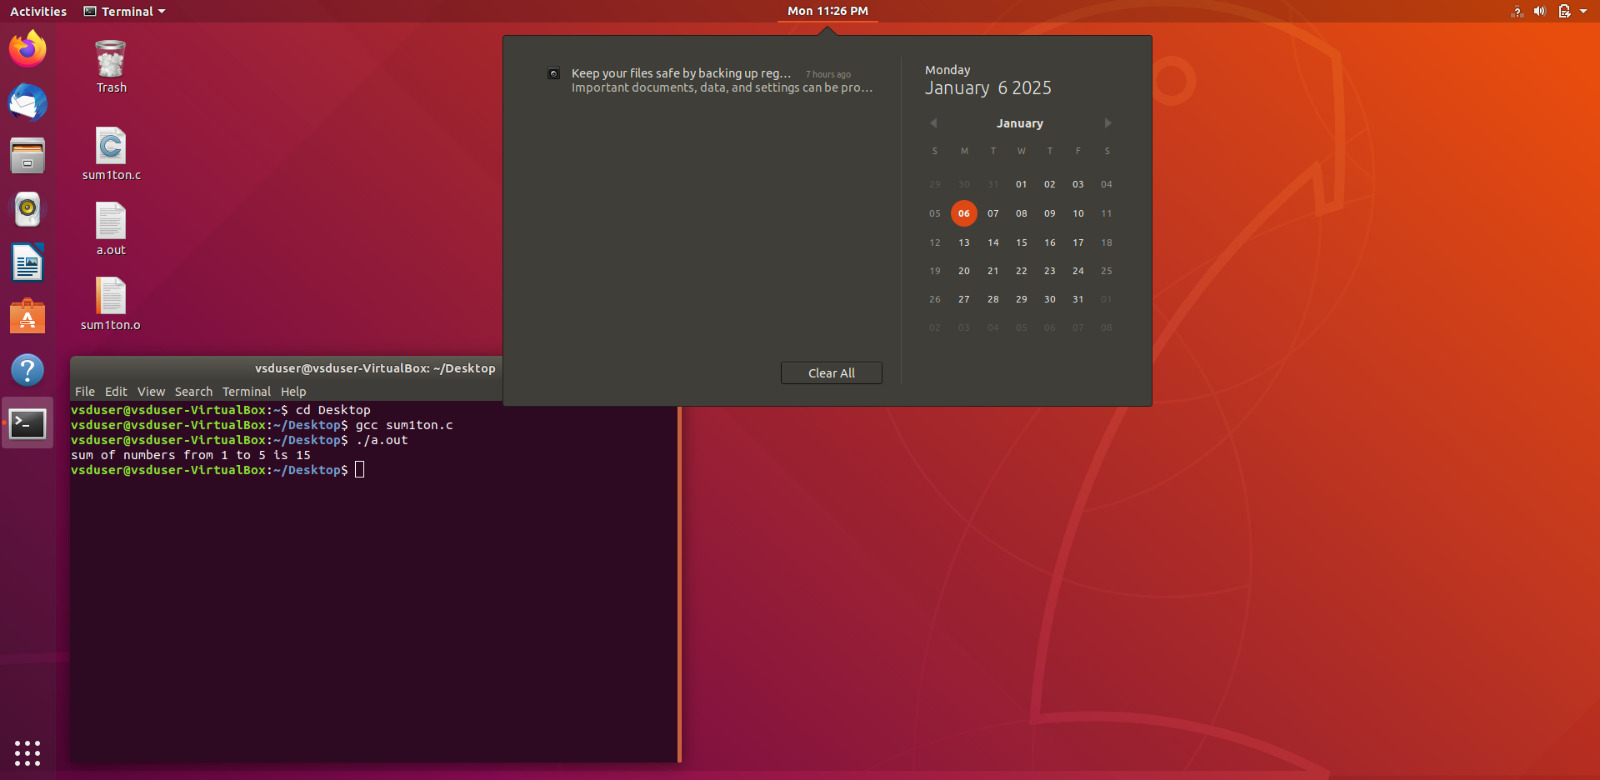 Activities Terminal Mon 11:26 PM
Trash
sum1ton.c
a.out
sum1ton.o
Keep your files safe by backing up reg... 7 hours ago
Important documents, data, and settings can be pro...
Clear All
Monday
January 6 2025
January
S M T W T F S
29 30 31 01 02 03 04
05 06 07 08 09 10 11
12 13 14 15 16 17 18
19 20 21 22 23 24 25
26 27 28 29 30 31 01
02 03 04 05 06 07 08
vsduser@vsduser-VirtualBox: ~/Desktop
File Edit View Search Terminal Help
vsduser@vsduser-VirtualBox:~$ cd Desktop
vsduser@vsduser-VirtualBox:~/Desktop$ gcc sum1ton.c
vsduser@vsduser-VirtualBox:~/Desktop$ ./a.out
sum of numbers from 1 to 5 is 15
vsduser@vsduser-VirtualBox:~/Desktop$